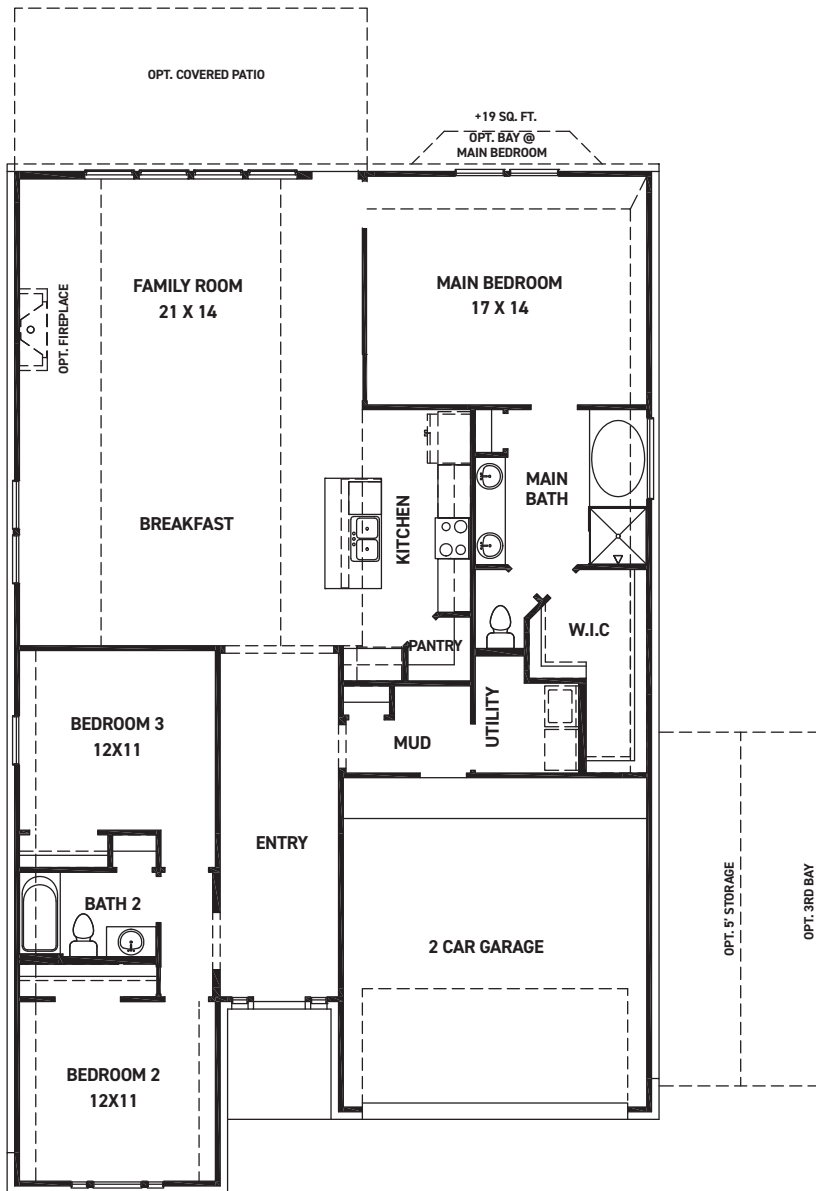 OPT. COVERED PATIO
+19 SQ. FT.
OPT. BAY @
MAIN BEDROOM
FAMILY ROOM
21 X 14
MAIN BEDROOM
17 X 14
OPT. FIREPLACE
BREAKFAST
KITCHEN
MAIN
BATH
PANTRY
W.I.C
BEDROOM 3
12X11
MUD
UTILITY
ENTRY
BATH 2
2 CAR GARAGE
OPT. 5' STORAGE
OPT. 3RD BAY
BEDROOM 2
12X11